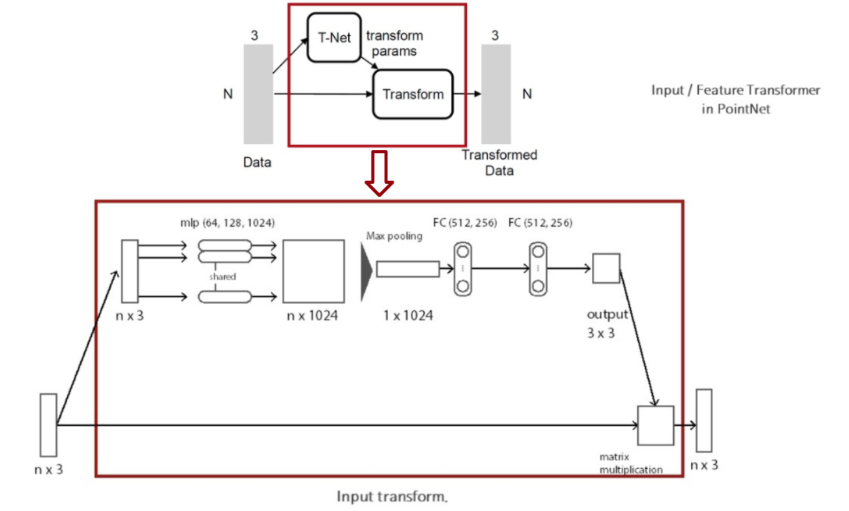 3
T-Net
transform
params
3
N
Transform
N
Data
Transformed
Data
Input / Feature Transformer
in PointNet
mlp (64, 128, 1024)
Max pooling
FC (512, 256)
FC (512, 256)
shared
n x 3
n x 1024
1 x 1024
output
3 x 3
n x 3
matrix
multiplication
n x 3
Input transform.